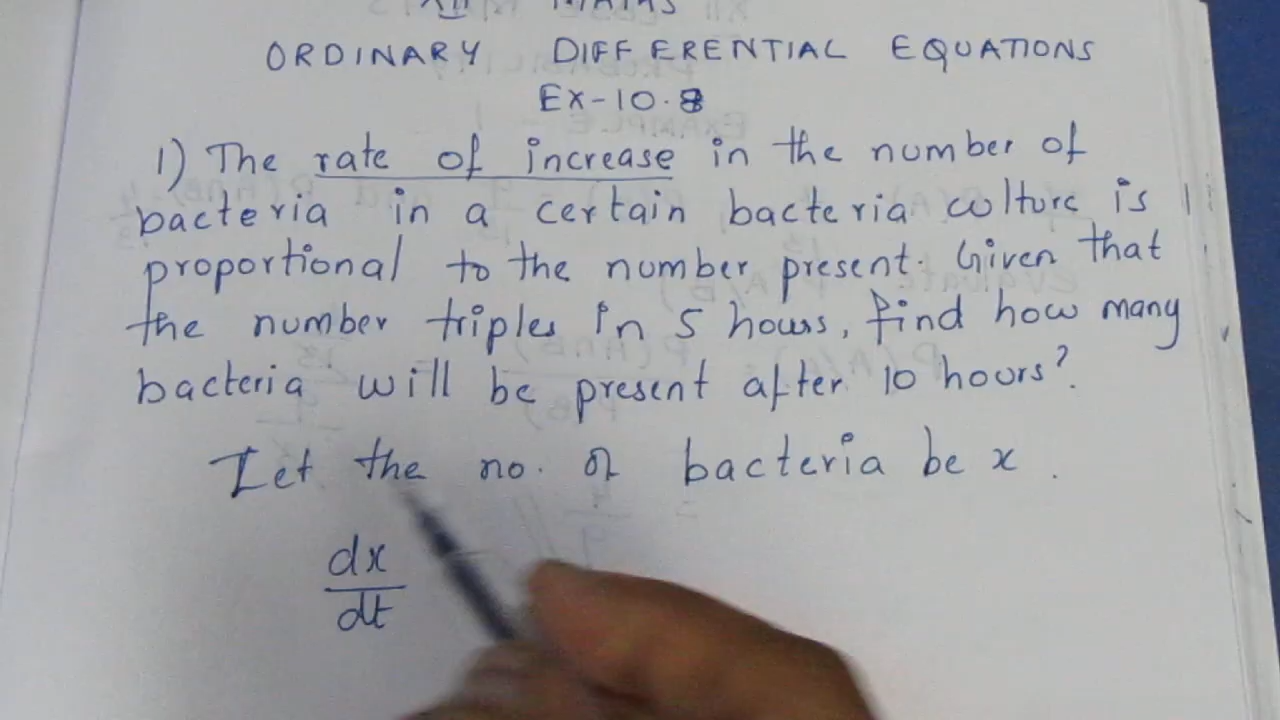 XII MATHS
ORDINARY DIFFERENTIAL EQUATIONS
EX-10.8
1) The rate of increase in the number of
bacteria in a certain bacteria culture is
proportional to the number present. Given that
the number triples in 5 hours, find how many
bacteria will be present after 10 hours?
Let the no. of bacteria be x.
dx
dt